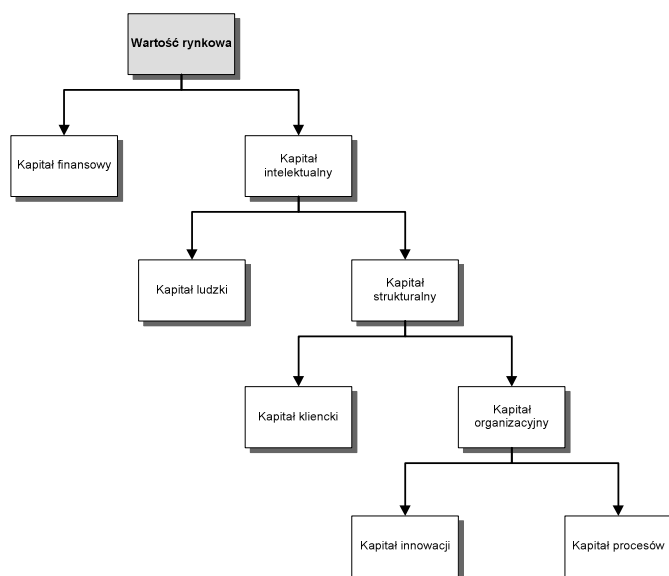 Wartość rynkowa
Kapitał finansowy
Kapitał
intelektualny
Kapitał ludzki
Kapitał
strukturalny
Kapitał kliencki
Kapitał
organizacyjny
Kapitał innowacji
Kapitał procesów